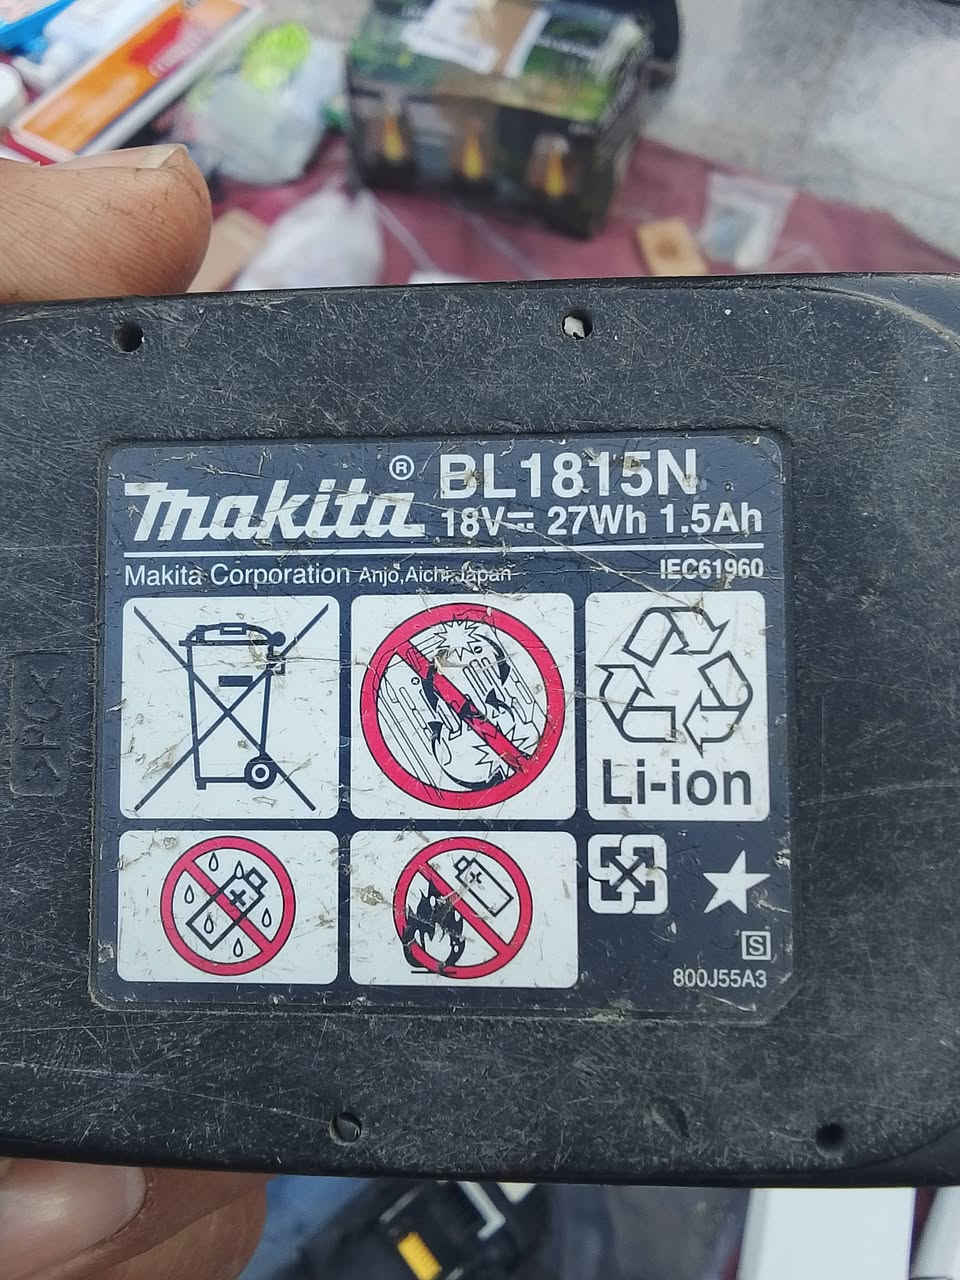 makita® BL1815N
18V⎓ 27Wh 1.5Ah
Makita Corporation Anjo,Aichi Japan IEC61960
Li-ion
S
800J55A3